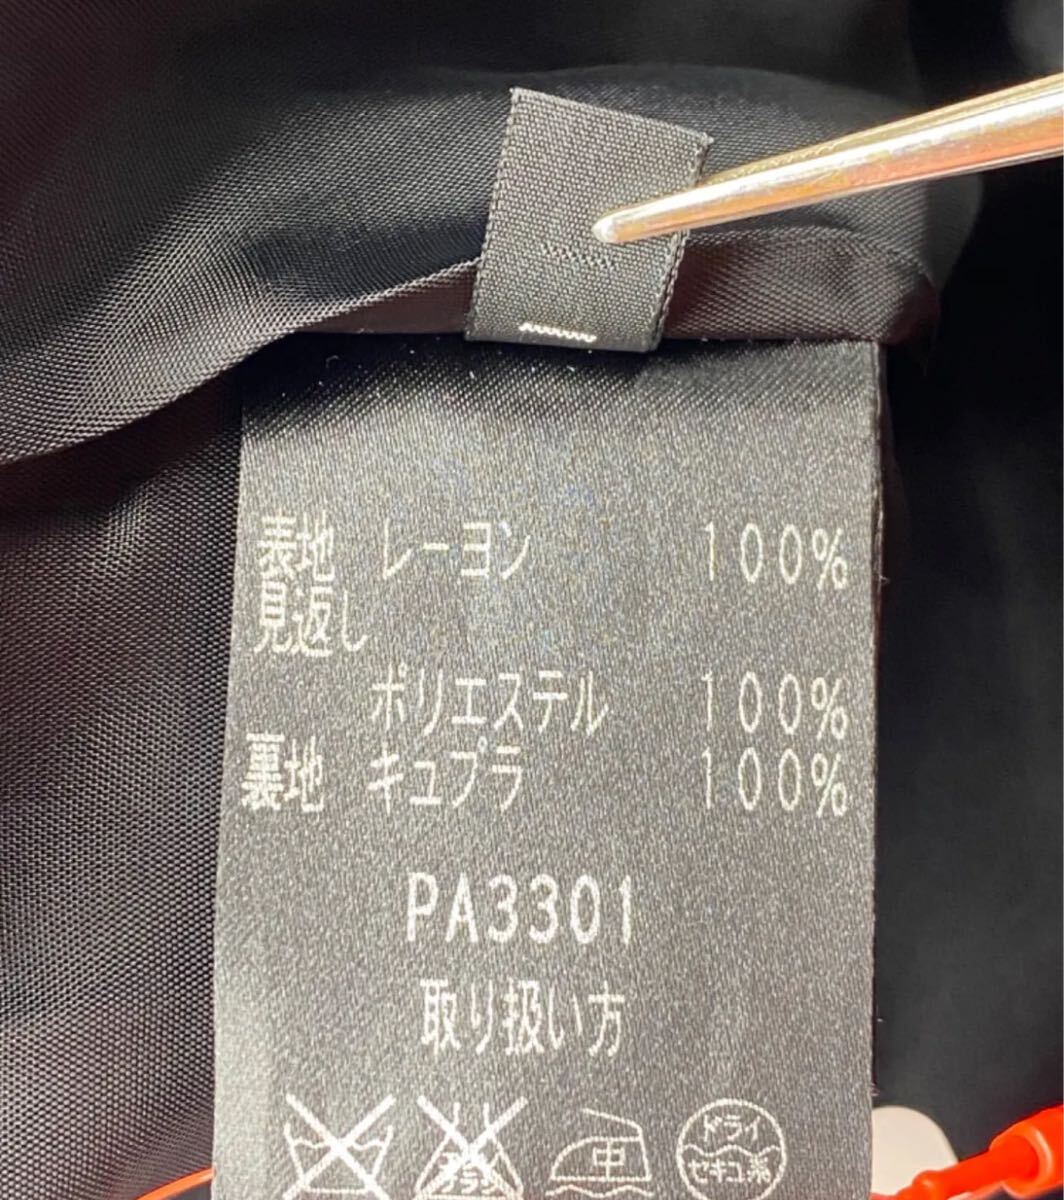 表地 レーヨン 100%
見返し
ポリエステル 100%
裏地 キュプラ 100%
PA3301
取り扱い方
中 ドライ
セキユ系